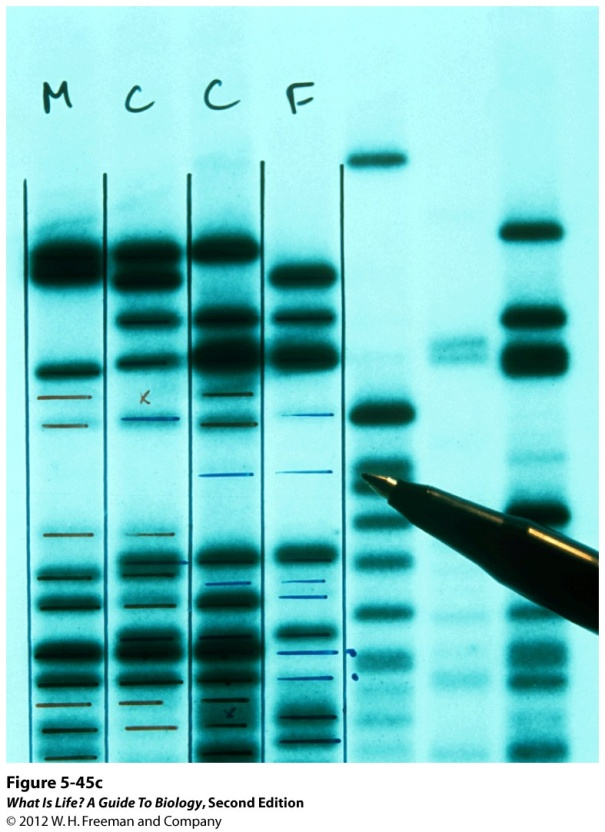 M C C F
x
x
Figure 5-45c
What Is Life? A Guide To Biology, Second Edition
© 2012 W. H. Freeman and Company